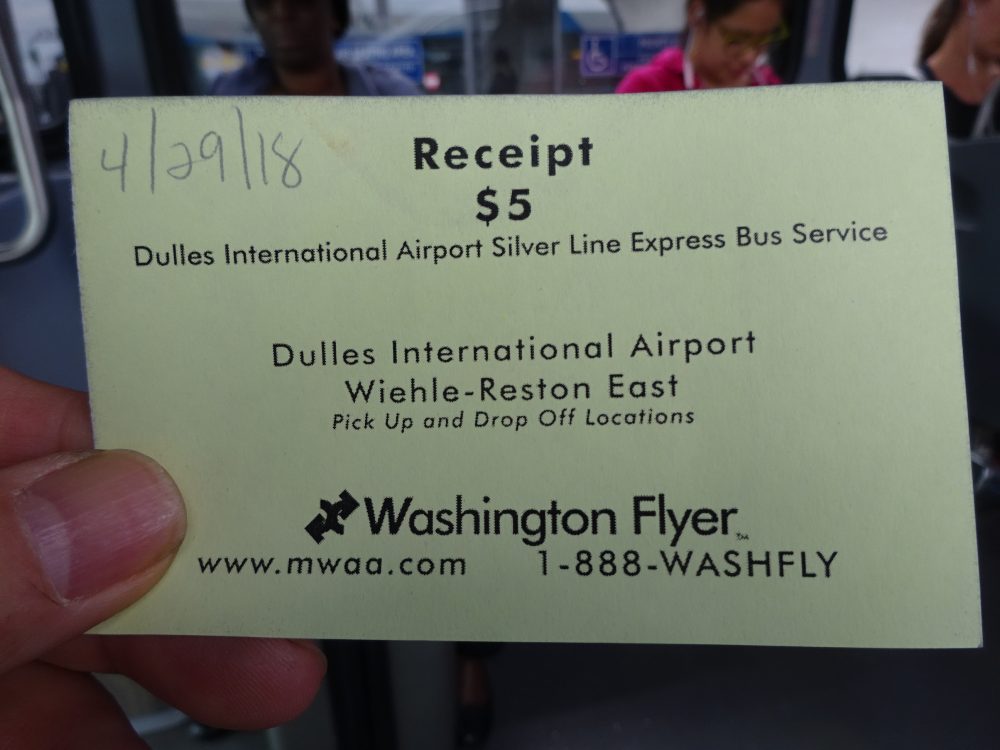 4/29/18
Receipt
$5
Dulles International Airport Silver Line Express Bus Service
Dulles International Airport
Wiehle-Reston East
Pick Up and Drop Off Locations
Washington Flyer™
www.mwaa.com 1-888-WASHFLY